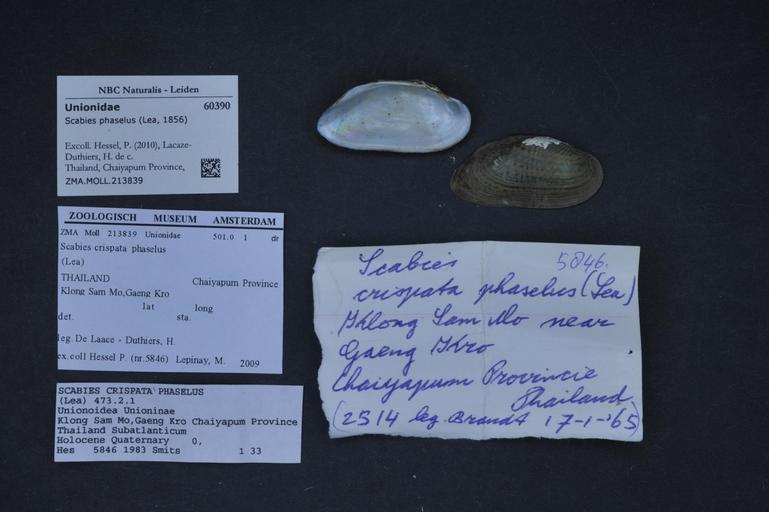 NBC Naturalis - Leiden
Unionidae 60390
Scabies phaselus (Lea, 1856)
Excoll. Hessel, P. (2010), Lacaze-
Duthiers, H. de c.
Thailand, Chaiyapum Province,
ZMA.MOLL.213839
ZOOLOGISCH MUSEUM AMSTERDAM
ZMA Moll 213839 Unionidae 501.0 1 dr
Scabies crispata phaselus
(Lea)
THAILAND Chaiyapum Province
Klong Sam Mo,Gaeng Kro
lat long
det. sta.
leg.De Laace - Duthiers, H.
ex.coll Hessel P. (nr.5846) Lepinay, M. 2009
SCABIES CRISPATA PHASELUS
(Lea) 473.2.1
Unionoidea Unioninae
Klong Sam Mo,Gaeng Kro Chaiyapum Province
Thailand Subatlanticum
Holocene Quaternary 0,
Hes 5846 1983 Smits 1 33
5846.
Scabies
crispata phaselus (Lea)
Klong Sam Mo near
Gaeng Kro
Chaiyapum Provincie
Thailand
(2514 leg. Brandt 17-1-'65)